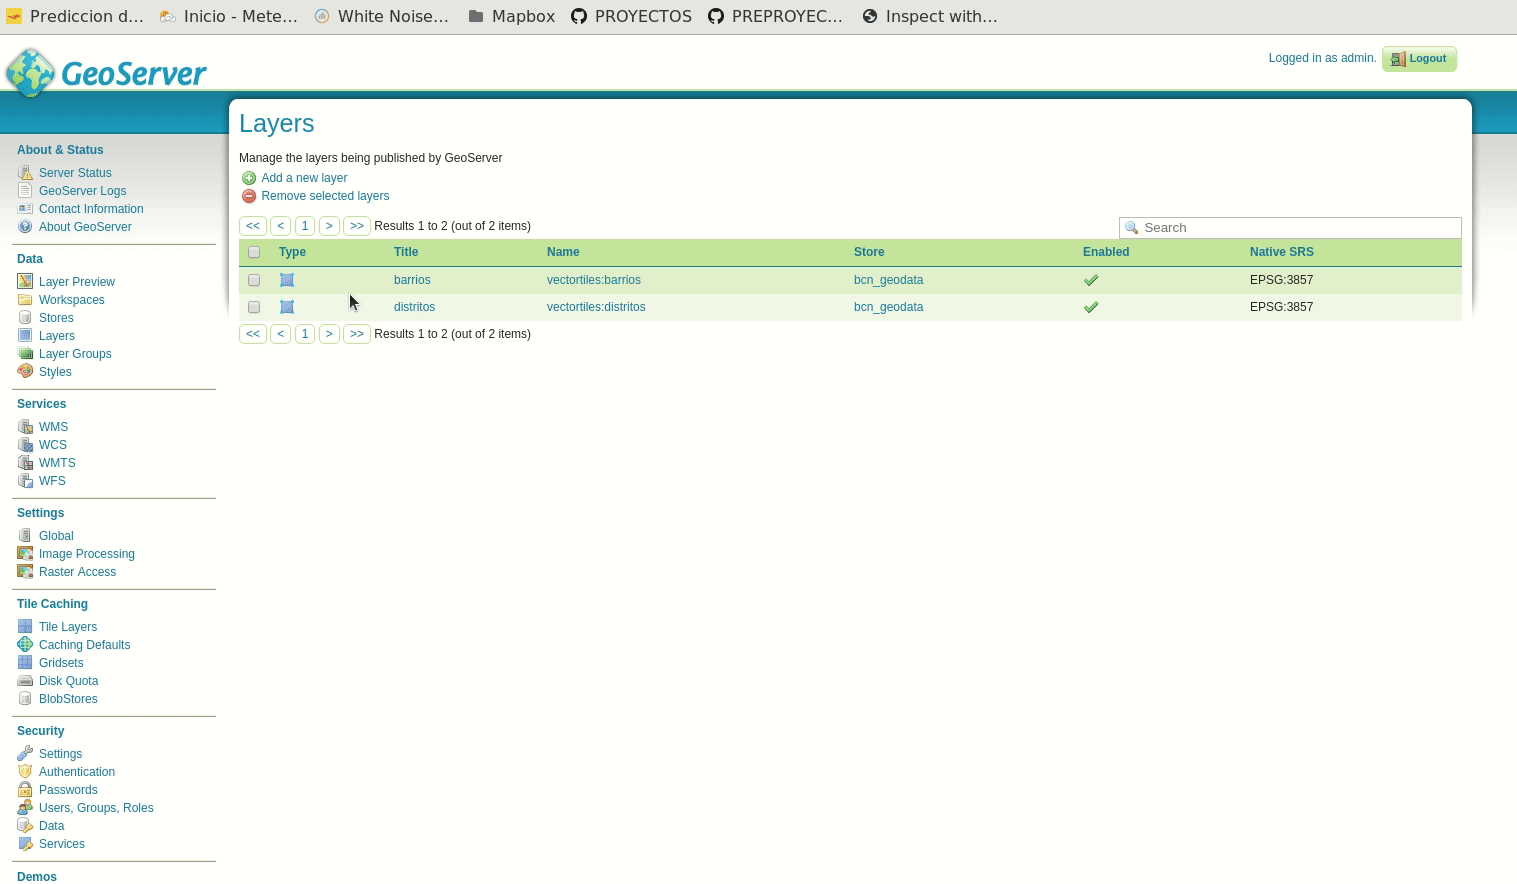 Prediccion d… Inicio - Mete… White Noise… Mapbox PROYECTOS PREPROYEC… Inspect with…
GeoServer
Logged in as admin. Logout
Layers
Manage the layers being published by GeoServer
Add a new layer
Remove selected layers
<< < 1 > >> Results 1 to 2 (out of 2 items) Search
Type Title Name Store Enabled Native SRS
barrios vectortiles:barrios bcn_geodata EPSG:3857
distritos vectortiles:distritos bcn_geodata EPSG:3857
<< < 1 > >> Results 1 to 2 (out of 2 items)
About & Status
Server Status
GeoServer Logs
Contact Information
About GeoServer
Data
Layer Preview
Workspaces
Stores
Layers
Layer Groups
Styles
Services
WMS
WCS
WMTS
WFS
Settings
Global
Image Processing
Raster Access
Tile Caching
Tile Layers
Caching Defaults
Gridsets
Disk Quota
BlobStores
Security
Settings
Authentication
Passwords
Users, Groups, Roles
Data
Services
Demos